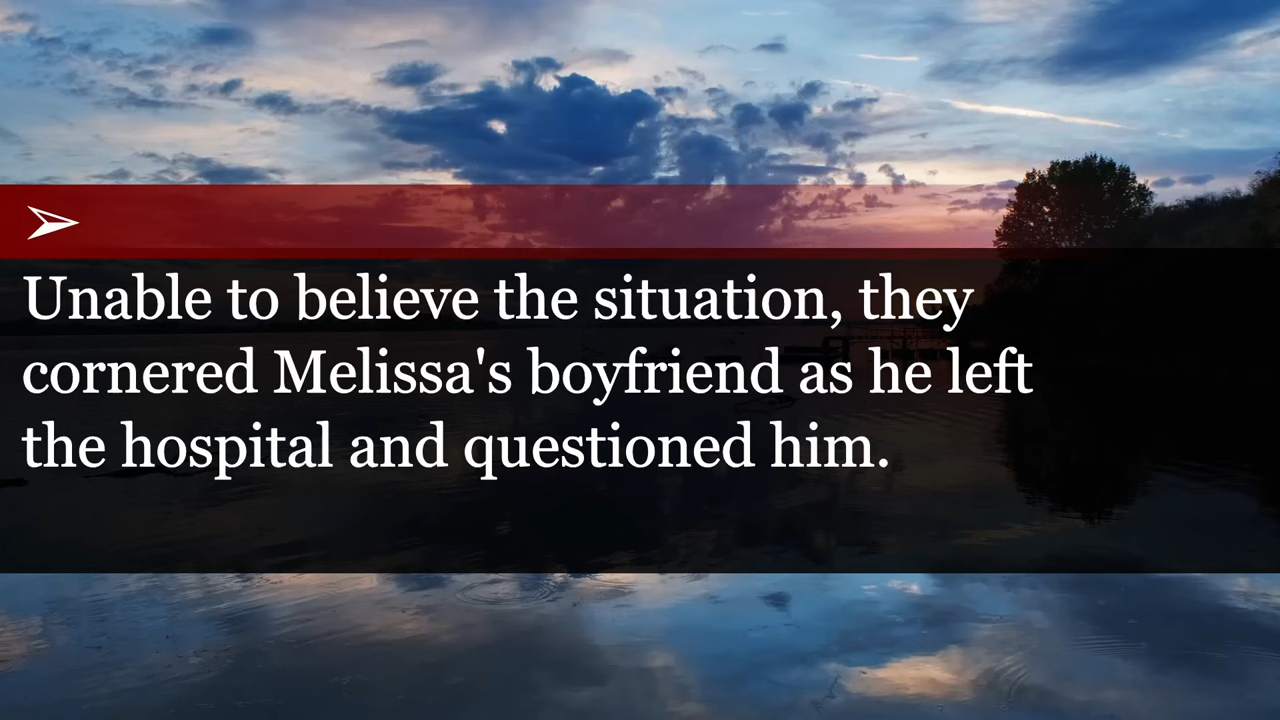 Unable to believe the situation, they
cornered Melissa's boyfriend as he left
the hospital and questioned him.